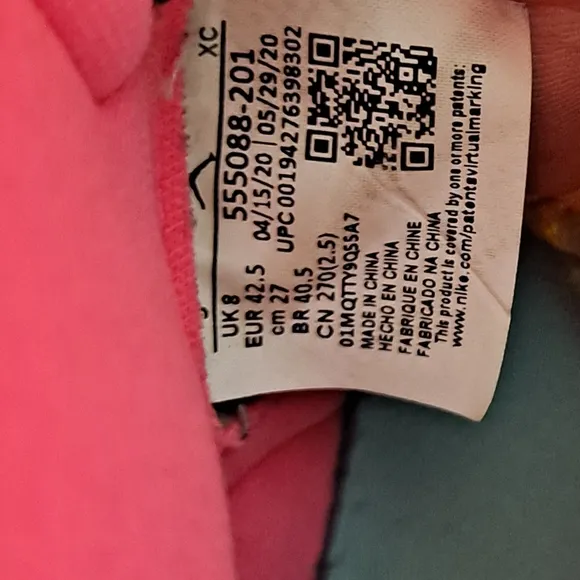 XC
555088-201
04/15/20 | 05/29/20
UPC 00194276398302
UK 8
EUR 42.5
cm 27
BR 40.5
CN 270(2.5)
01MQTTY9QS5A7
MADE IN CHINA
HECHO EN CHINA
FABRIQUE EN CHINE
FABRICADO NA CHINA
This product is covered by one or more patents:
www.nike.com/patentsvirtualmarking